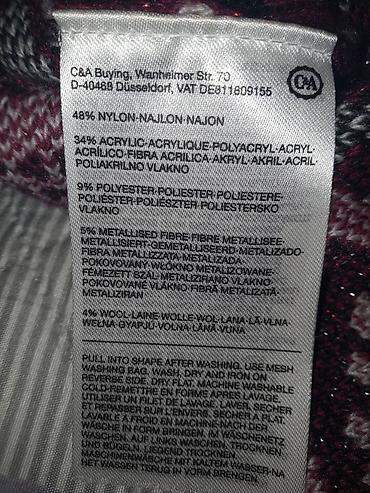 C&A Buying, Wanheimer Str. 70
D-40468 Düsseldorf, VAT DE811809155
C&A
48% NYLON-NAJLON-NAJON
34% ACRYLIC-ACRYLIQUE-POLYACRYL-ACRYL-
ACRÍLICO-FIBRA ACRILICA-AKRYL-AKRIL-ACRIL-
POLIAKRILNO VLAKNO
9% POLYESTER-POLIESTER-POLIESTERE-
POLIÉSTER-POLIÉSZTER-POLIESTERSKO
VLAKNO
5% METALLISED FIBRE-FIBRE METALLISEE-
METALLISIERT-GEMETALLISEERD-METALIZADO-
FIBRA METALLIZZATA-METALIZADA-
POKOVOVANÝ-WŁÓKNO METALIZOWANE-
FÉMEZETT SZÁL-METALIZIRANO VLAKNO-
POKOVOVANÉ VLÁKNO-FIBRĂ METALIZATĂ-
METALIZIRAN
4% WOOL-LAINE-WOLLE-WOL-LANA-LÃ-VLNA-
WEŁNA-GYAPJÚ-VOLNA-LÂNĂ-VUNA
PULL INTO SHAPE AFTER WASHING. USE MESH
WASHING BAG. WASH, DRY AND IRON ON
REVERSE SIDE. DRY FLAT. MACHINE WASHABLE
COLD-REMETTRE EN FORME APRÈS LAVAGE.
UTILISER UN FILET DE LAVAGE. LAVER, SECHER
ET REPASSER SUR L'ENVERS. SECHER A PLAT.
LAVABLE À FROID EN MACHINE-NACH DER
WÄSCHE IN FORM BRINGEN. IM WÄSCHENETZ
WASCHEN. AUF LINKS WASCHEN, TROCKNEN
UND BÜGELN. LIEGEND TROCKNEN.
MASCHINENWÄSCHE MIT KALTEM WASSER-NA
HET WASSEN TERUG IN VORM BRENGEN.